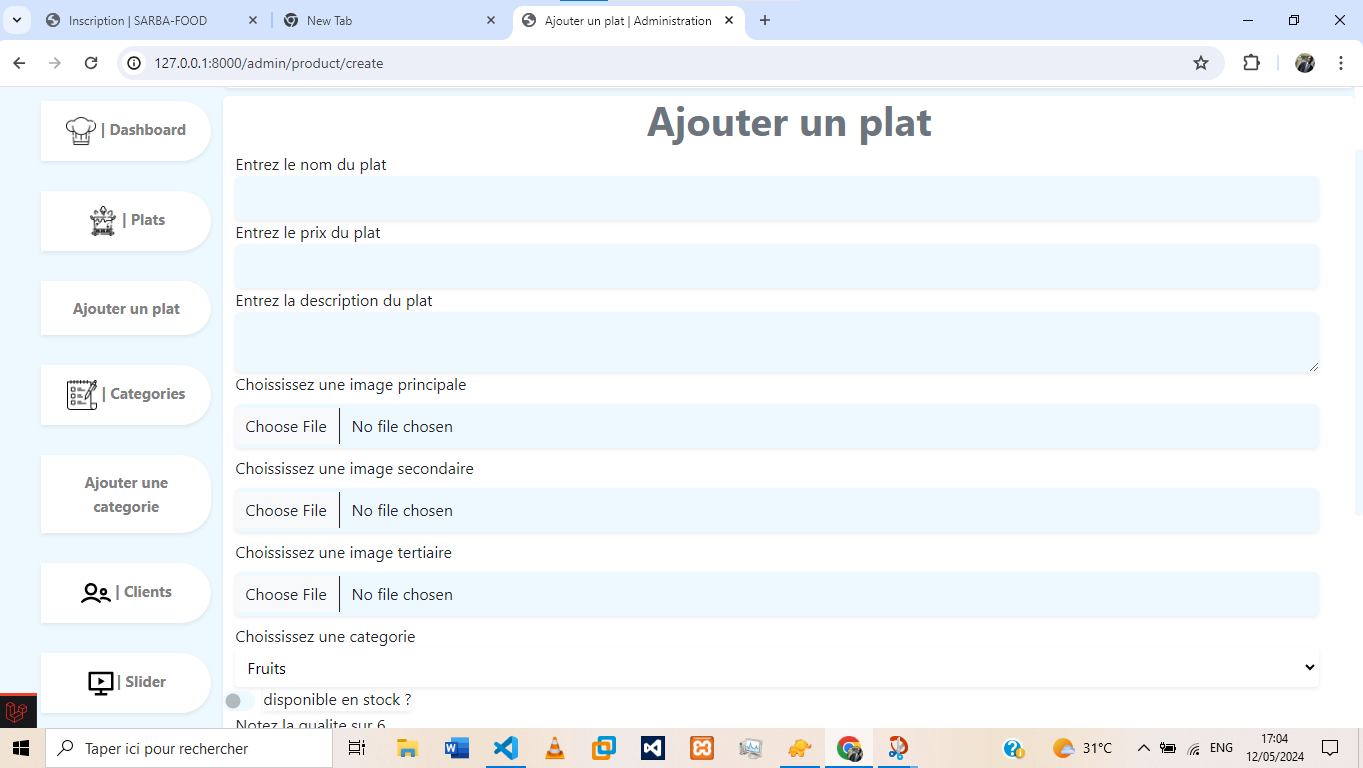 Inscription | SARBA-FOOD
New Tab
Ajouter un plat | Administration
127.0.0.1:8000/admin/product/create
| Dashboard
| Plats
Ajouter un plat
| Categories
Ajouter une
categorie
| Clients
| Slider
Ajouter un plat
Entrez le nom du plat
Entrez le prix du plat
Entrez la description du plat
Choississez une image principale
Choose File No file chosen
Choississez une image secondaire
Choose File No file chosen
Choississez une image tertiaire
Choose File No file chosen
Choississez une categorie
Fruits
disponible en stock ?
Notez la qualite sur 6
Taper ici pour rechercher
31°C
ENG
17:04
12/05/2024